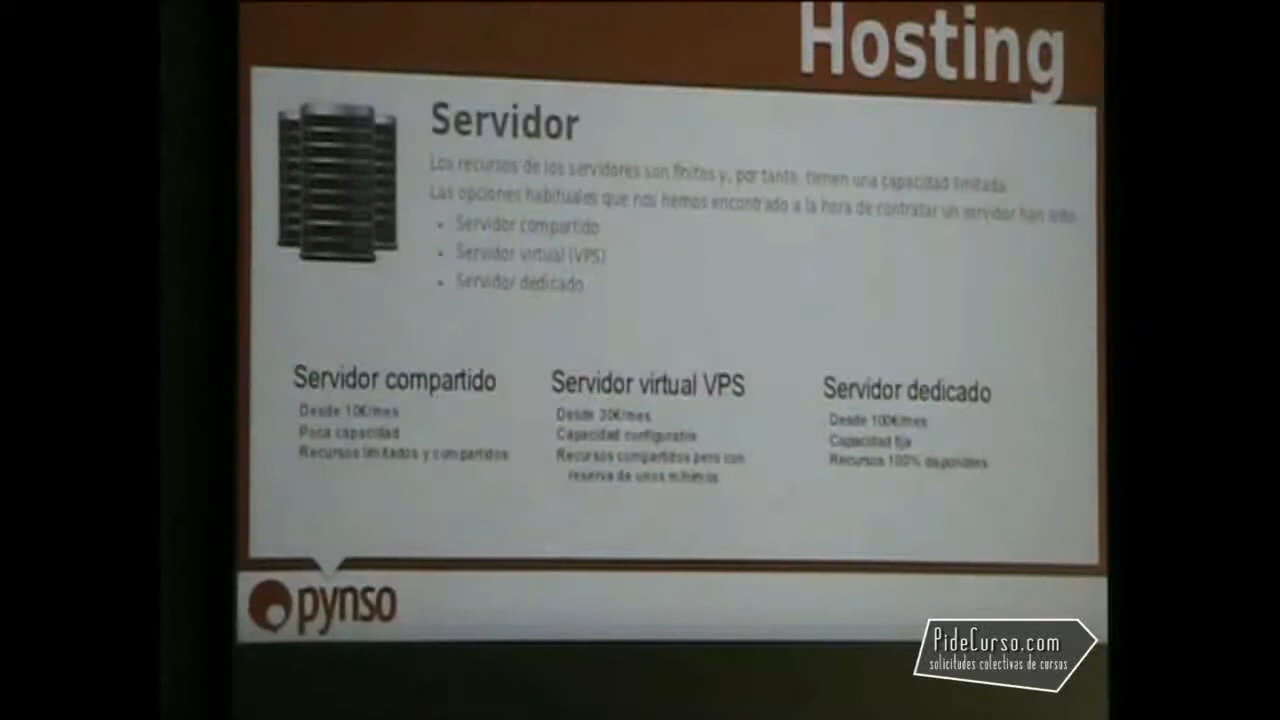 Hosting
Servidor
Los recursos de los servidores son finitos y, por tanto, tienen una capacidad limitada
Las opciones habituales que nos hemos encontrado a la hora de contratar un servidor han sido
• Servidor compartido
• Servidor virtual (VPS)
• Servidor dedicado
Servidor compartido
Desde 10€/mes
Poca capacidad
Recursos limitados y compartidos
Servidor virtual VPS
Desde 30€/mes
Capacidad configurable
Recursos compartidos pero con
reserva de unos mínimos
Servidor dedicado
Desde 100€/mes
Capacidad fija
Recursos 100% disponibles
pynso
PideCurso.com
solicitudes colectivas de cursos